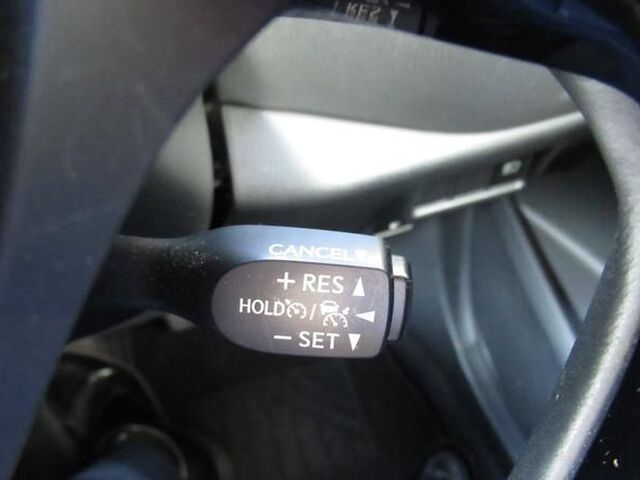 CANCEL▼
+ RES ▲
HOLD / ◄
− SET ▼